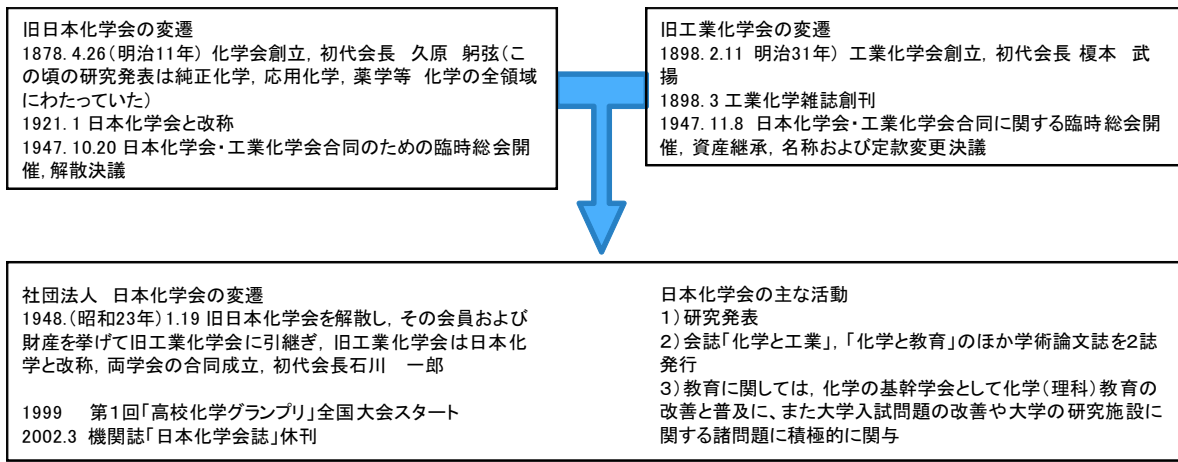 旧日本化学会の変遷
1878.4.26(明治11年) 化学会創立, 初代会長　久原　躬弦(こ
の頃の研究発表は純正化学, 応用化学, 薬学等　化学の全領域
にわたっていた)
1921.1 日本化学会と改称
1947.10.20 日本化学会・工業化学会合同のための臨時総会開
催, 解散決議
旧工業化学会の変遷
1898.2.11 明治31年) 工業化学会創立, 初代会長 榎本　武
揚
1898.3 工業化学雑誌創刊
1947.11.8　日本化学会・工業化学会合同に関する臨時総会開
催, 資産継承, 名称および定款変更決議
社団法人　日本化学会の変遷
1948.(昭和23年)1.19 旧日本化学会を解散し, その会員および
財産を挙げて旧工業化学会に引継ぎ, 旧工業化学会は日本化
学と改称, 両学会の合同成立, 初代会長石川　一郎
1999　 第1回「高校化学グランプリ」全国大会スタート
2002.3 機関誌「日本化学会誌」休刊
日本化学会の主な活動
1)研究発表
2)会誌「化学と工業」, 「化学と教育」のほか学術論文誌を2誌
発行
3)教育に関しては, 化学の基幹学会として化学(理科)教育の
改善と普及に、また大学入試問題の改善や大学の研究施設に
関する諸問題に積極的に関与